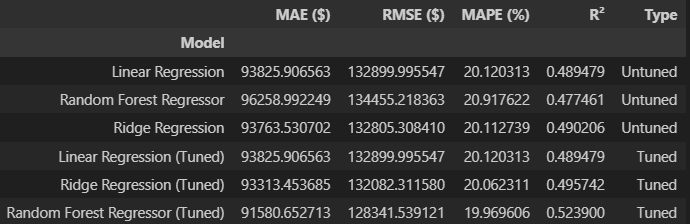 MAE ($) RMSE ($) MAPE (%) R² Type
Model
Linear Regression 93825.906563 132899.995547 20.120313 0.489479 Untuned
Random Forest Regressor 96258.992249 134455.218363 20.917622 0.477461 Untuned
Ridge Regression 93763.530702 132805.308410 20.112739 0.490206 Untuned
Linear Regression (Tuned) 93825.906563 132899.995547 20.120313 0.489479 Tuned
Ridge Regression (Tuned) 93313.453685 132082.311580 20.062311 0.495742 Tuned
Random Forest Regressor (Tuned) 91580.652713 128341.539121 19.969606 0.523900 Tuned